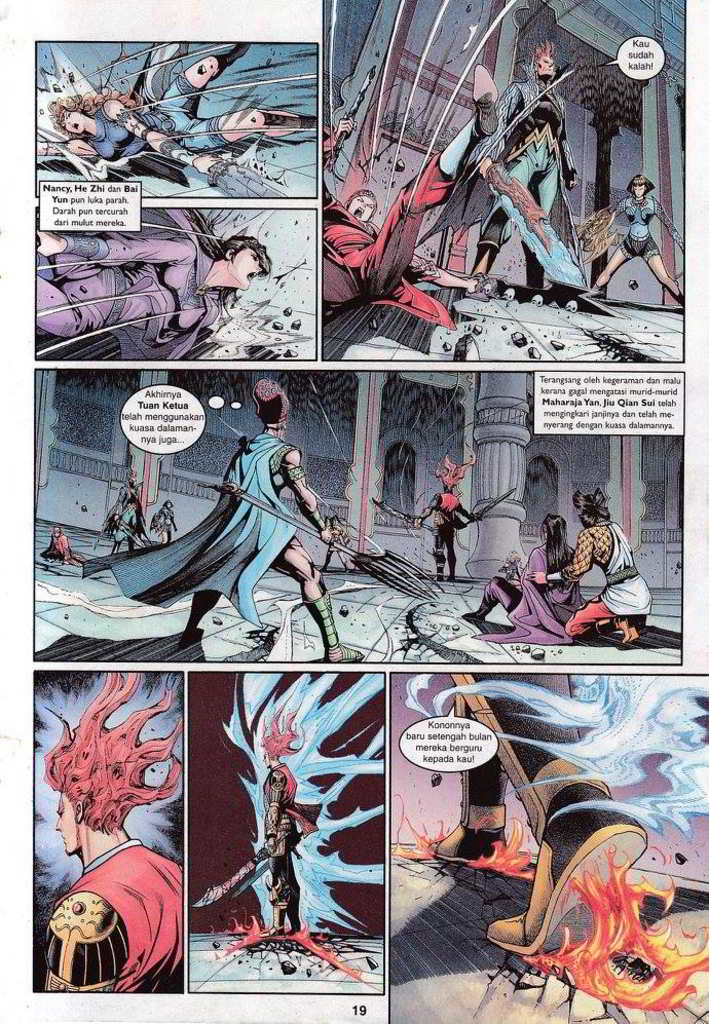 Nancy, He Zhi dan Bai
Yun pun luka parah.
Darah pun tercurah
dari mulut mereka.
Kau
sudah
kalah!
Akhirnya
Tuan Ketua
telah menggunakan
kuasa dalaman-
nya juga...
Terangsang oleh kegeraman dan malu
kerana gagal mengatasi murid-murid
Maharaja Yan, Jiu Qian Sui telah
mengingkari janjinya dan telah me-
nyerang dengan kuasa dalamannya.
Kononnya
baru setengah bulan
mereka berguru
kepada kau!
19